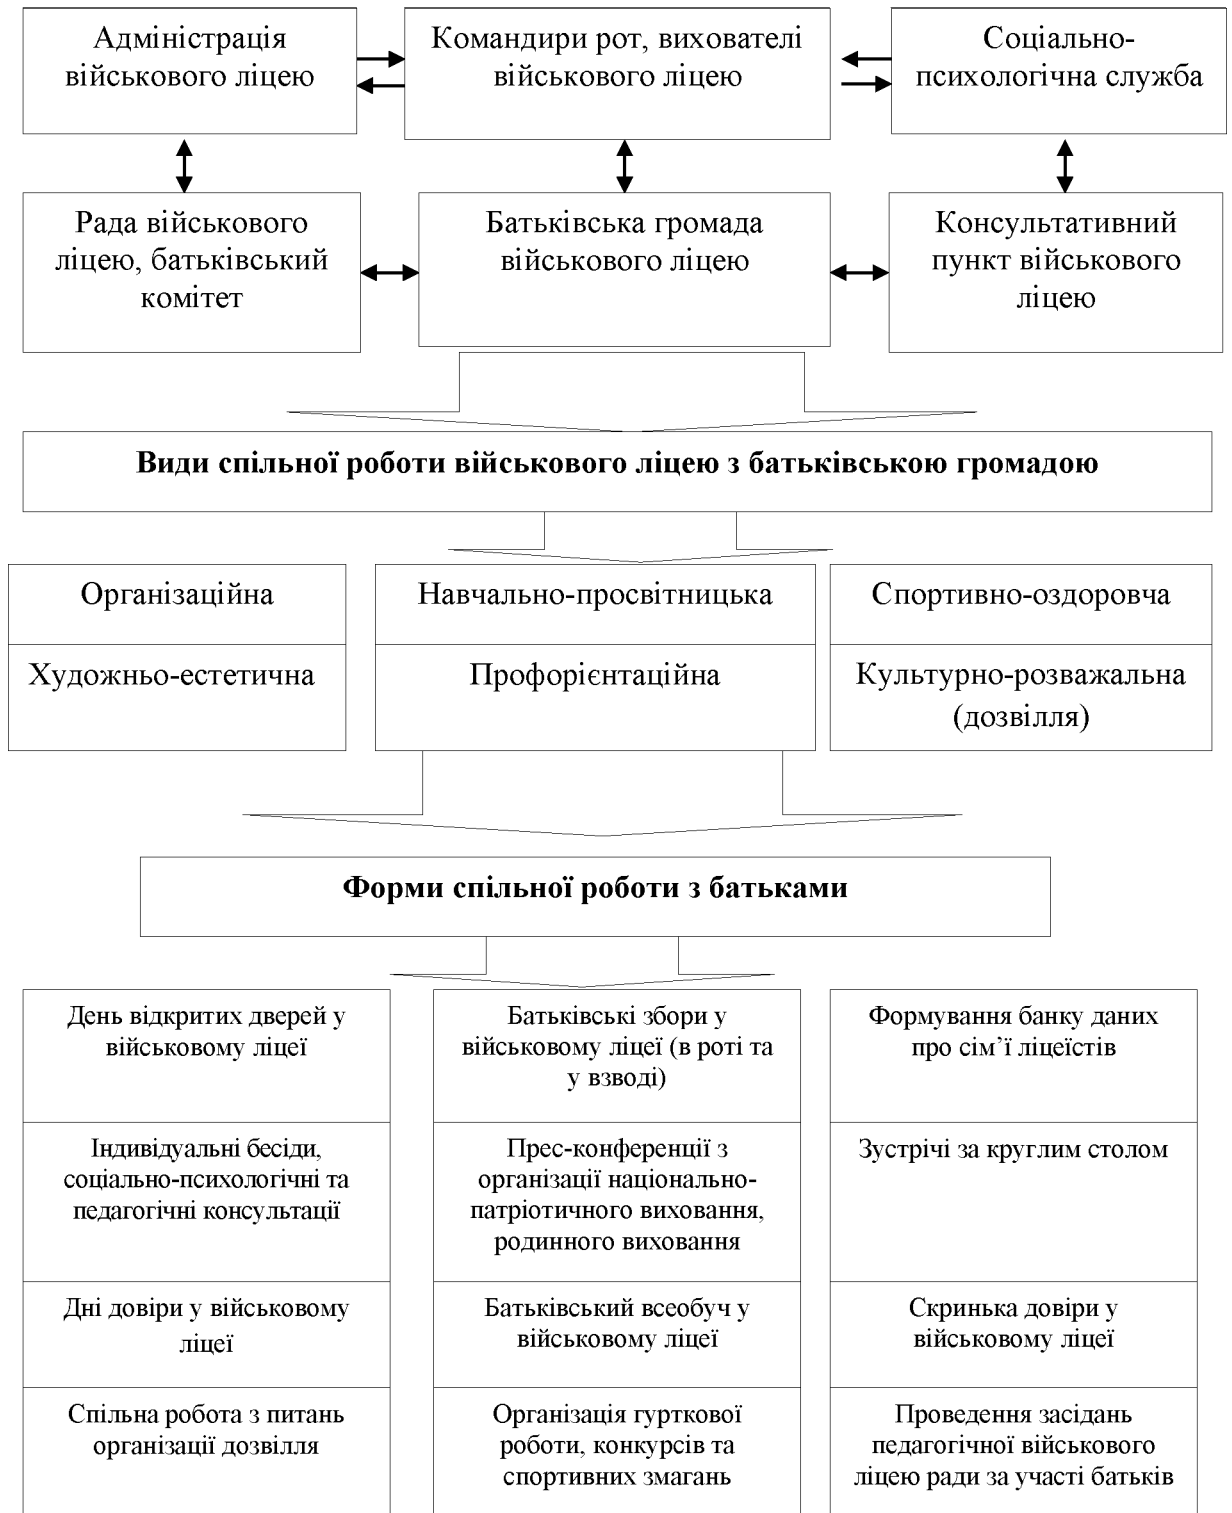 Адміністрація
військового ліцею
Командири рот, вихователі
військового ліцею
Соціально-
психологічна служба
Рада військового
ліцею, батьківський
комітет
Батьківська громада
військового ліцею
Консультативний
пункт військового
ліцею
Види спільної роботи військового ліцею з батьківською громадою
Організаційна
Навчально-просвітницька
Спортивно-оздоровча
Художньо-естетична
Профорієнтаційна
Культурно-розважальна
(дозвілля)
Форми спільної роботи з батьками
День відкритих дверей у
військовому ліцеї
Батьківські збори у
військовому ліцеї (в роті та
у взводі)
Формування банку даних
про сім’ї ліцеїстів
Індивідуальні бесіди,
соціально-психологічні та
педагогічні консультації
Прес-конференції з
організації національно-
патріотичного виховання,
родинного виховання
Зустрічі за круглим столом
Дні довіри у військовому
ліцеї
Батьківський всеобуч у
військовому ліцеї
Скринька довіри у
військовому ліцеї
Спільна робота з питань
організації дозвілля
Організація гурткової
роботи, конкурсів та
спортивних змагань
Проведення засідань
педагогічної військового
ліцею ради за участі батьків